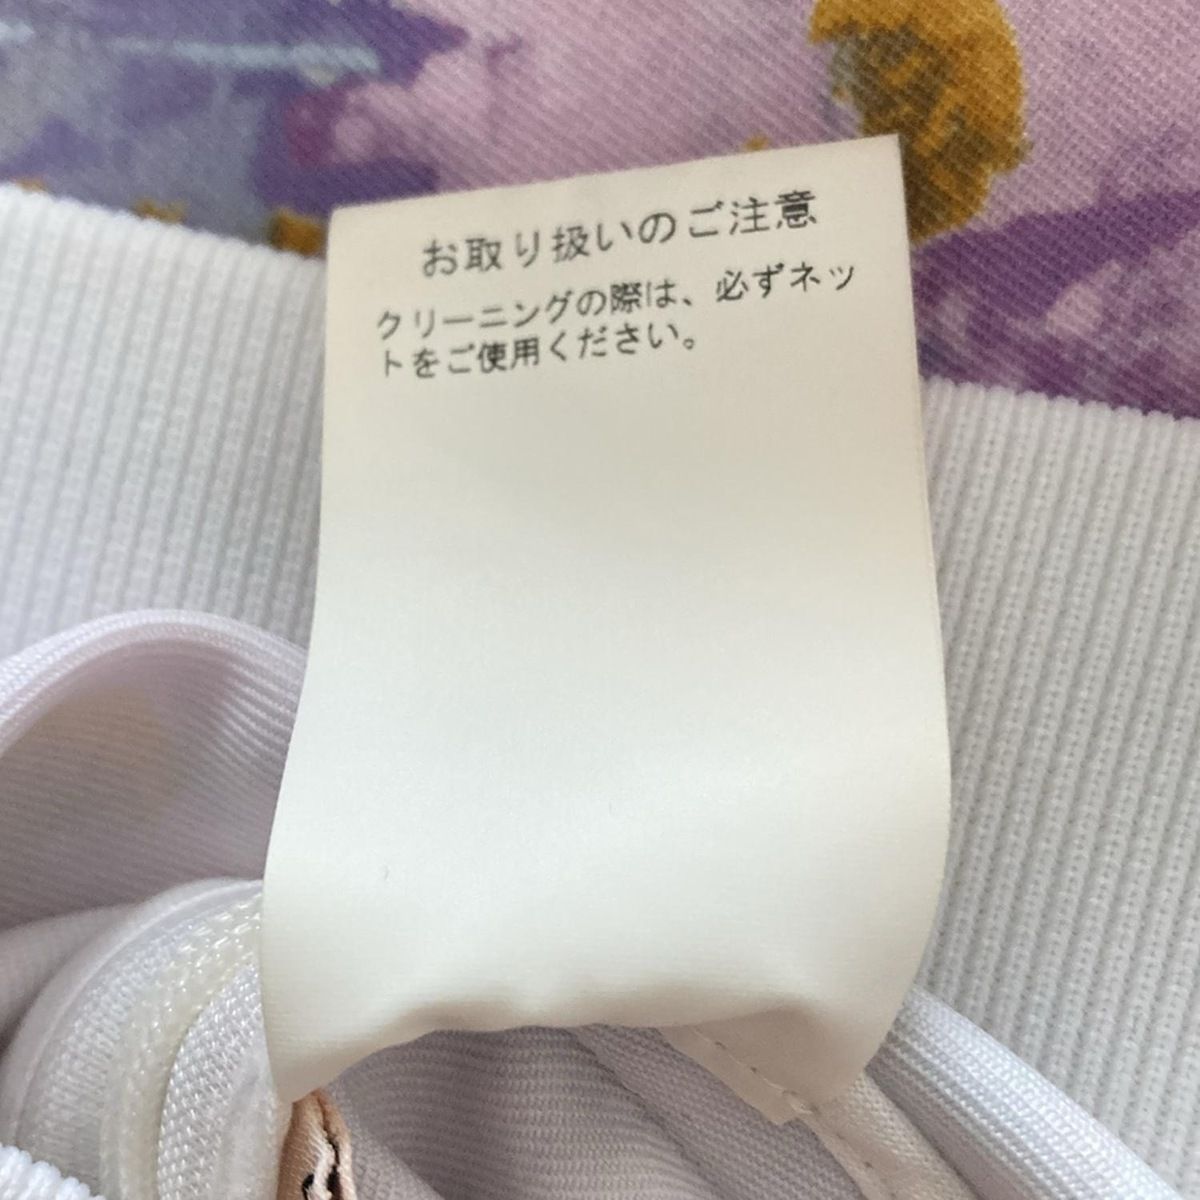 お取り扱いのご注意
クリーニングの際は、必ずネッ
トをご使用ください。